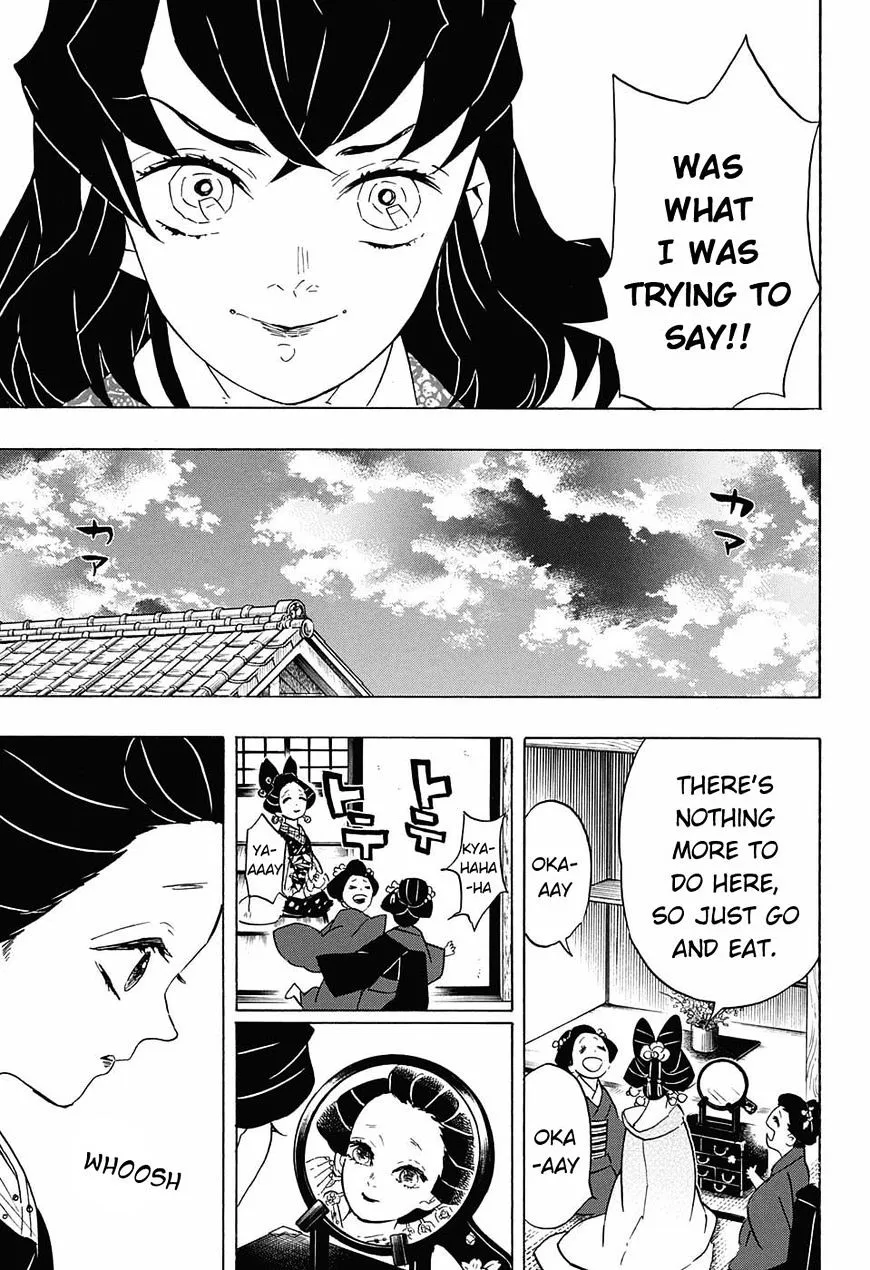 WAS
WHAT
I WAS
TRYING TO
SAY!!
カァ
カァ
THERE'S
NOTHING
MORE TO
DO HERE,
SO JUST GO
AND EAT.
OKA-
AAY
OKA
-AAY
KYA-
HAHA
-HA
YA-
AAAY
トテ
トテ
WHOOSH